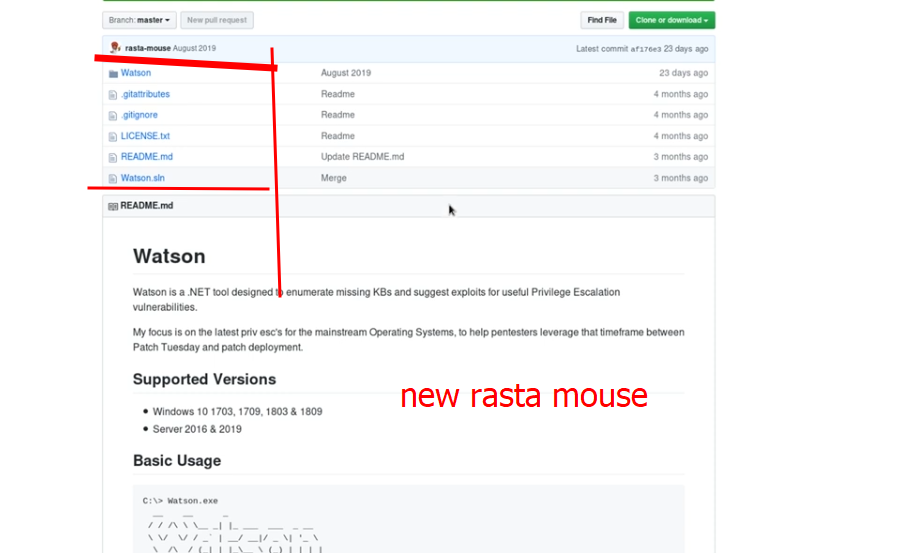 Branch: master New pull request Find File Clone or download
rasta-mouse August 2019 Latest commit af176e3 23 days ago
Watson August 2019 23 days ago
.gitattributes Readme 4 months ago
.gitignore Readme 4 months ago
LICENSE.txt Readme 4 months ago
README.md Update README.md 3 months ago
Watson.sln Merge 3 months ago
README.md
Watson
Watson is a .NET tool designed to enumerate missing KBs and suggest exploits for useful Privilege Escalation
vulnerabilities.
My focus is on the latest priv esc's for the mainstream Operating Systems, to help pentesters leverage that timeframe between
Patch Tuesday and patch deployment.
Supported Versions
new rasta mouse
• Windows 10 1703, 1709, 1803 & 1809
• Server 2016 & 2019
Basic Usage
C:\> Watson.exe